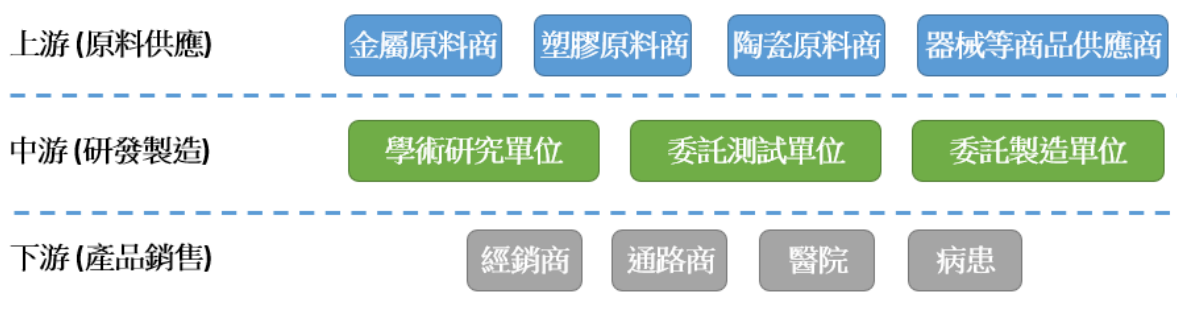 上游 (原料供應) 金屬原料商 塑膠原料商 陶瓷原料商 器械等商品供應商
中游 (研發製造) 學術研究單位 委託測試單位 委託製造單位
下游 (產品銷售) 經銷商 通路商 醫院 病患